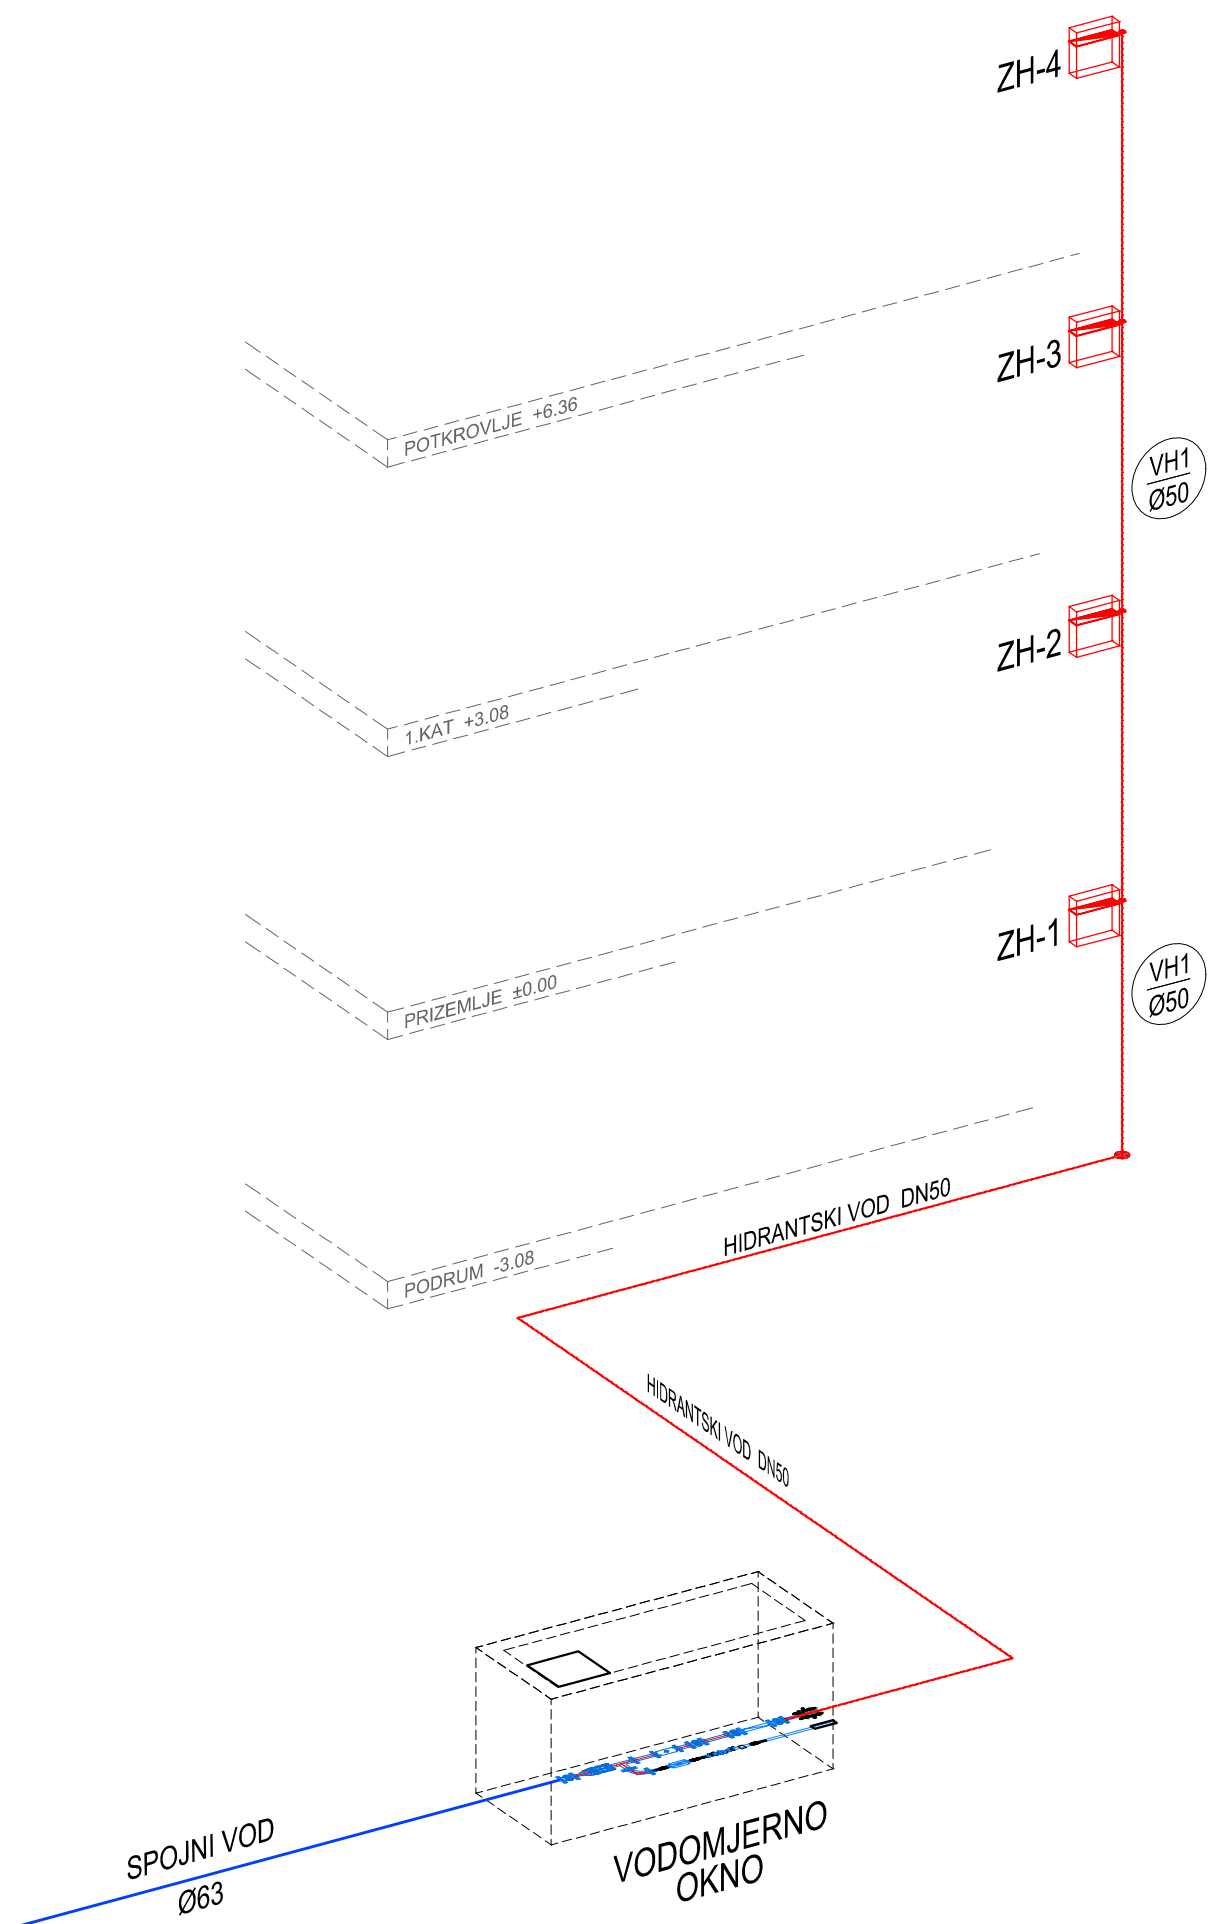 ZH-4
ZH-3
POTKROVLJE +6.36
VH1
Ø50
ZH-2
1.KAT +3.08
ZH-1
VH1
Ø50
PRIZEMLJE ±0.00
HIDRANTSKI VOD DN50
PODRUM -3.08
HIDRANTSKI VOD DN50
SPOJNI VOD
Ø63
VODOMJERNO
OKNO